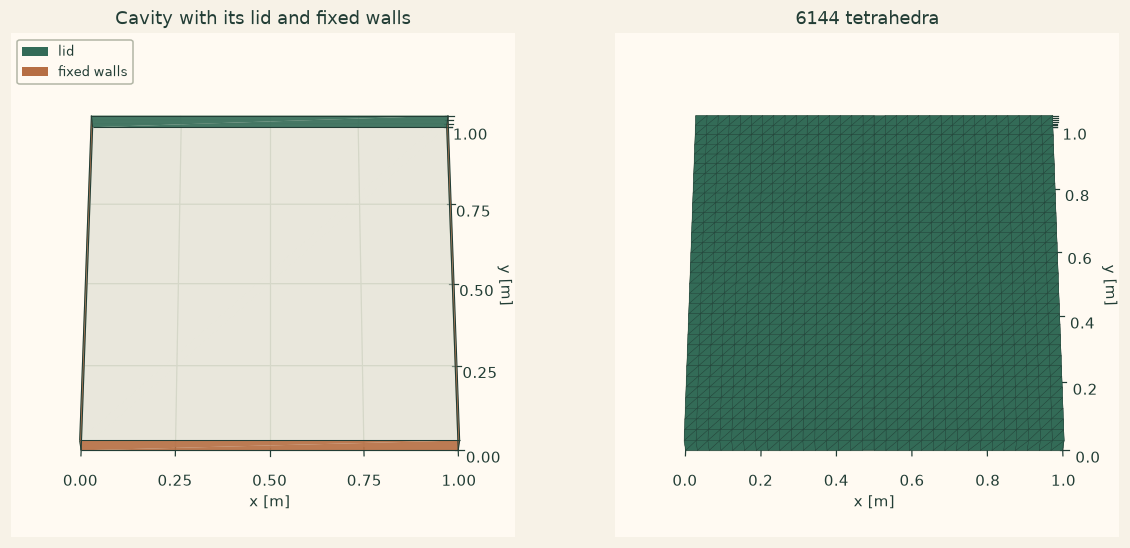 Cavity with its lid and fixed walls
lid
fixed walls
1.00
0.75
0.50
0.25
0.00
y [m]
0.00 0.25 0.50 0.75 1.00
x [m]
6144 tetrahedra
1.0
0.8
0.6
0.4
0.2
0.0
y [m]
0.0 0.2 0.4 0.6 0.8 1.0
x [m]